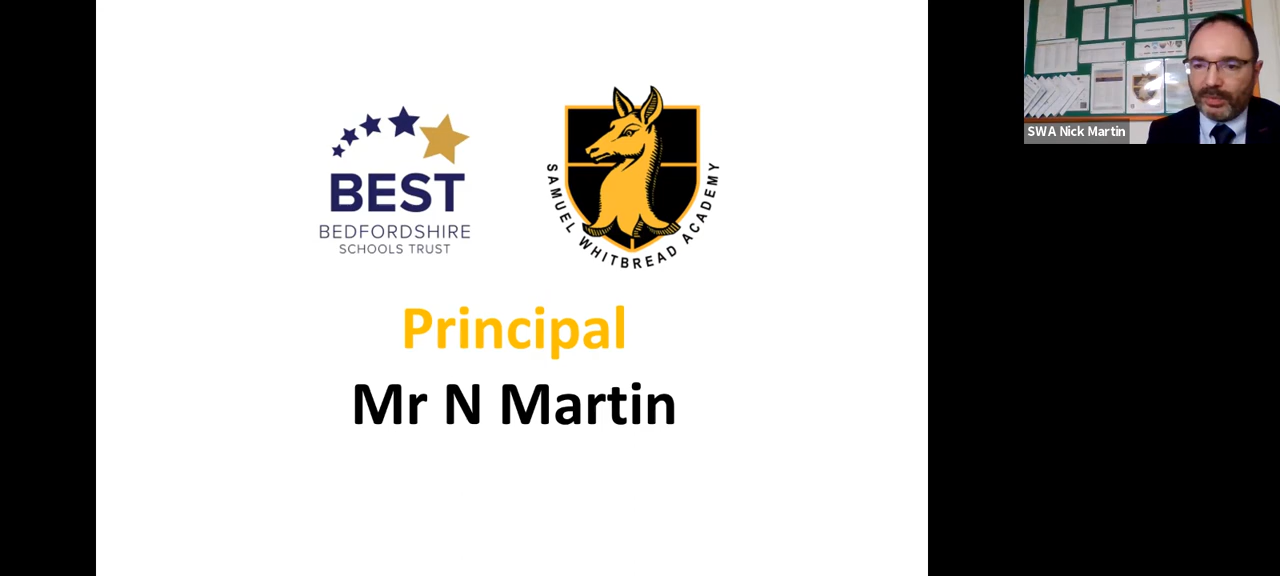 BEST
BEDFORDSHIRE
SCHOOLS TRUST
SAMUEL WHITBREAD ACADEMY
Principal
Mr N Martin
SWA Nick Martin